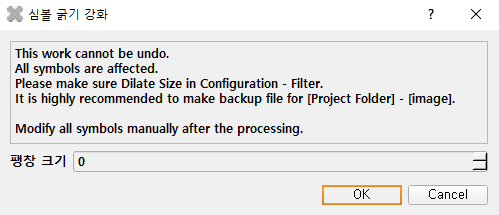 심볼 굵기 강화
This work cannot be undo.
All symbols are affected.
Please make sure Dilate Size in Configuration - Filter.
It is highly recommended to make backup file for [Project Folder] - [image].
Modify all symbols manually after the processing.
팽창 크기 0
OK Cancel